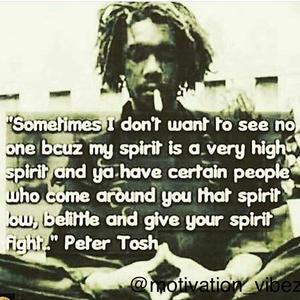 "Sometimes I don't want to see no
one bcuz my spirit is a very high
spirit and ya have certain people
who come around you that spirit
low, belittle and give your spirit
fight.." Peter Tosh
@motivation_vibez